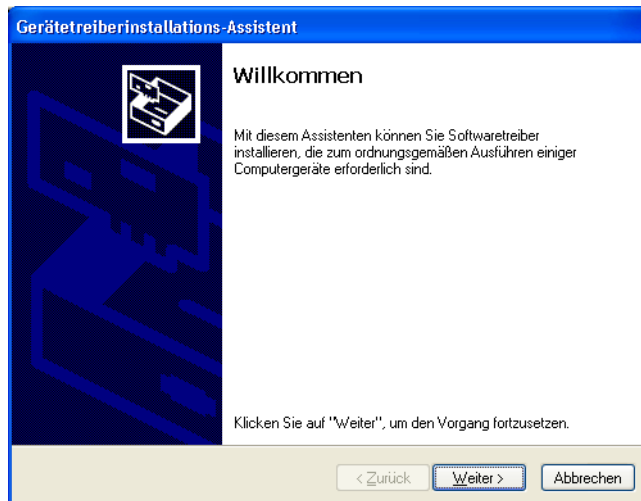 Gerätetreiberinstallations-Assistent
Willkommen
Mit diesem Assistenten können Sie Softwaretreiber
installieren, die zum ordnungsgemäßen Ausführen einiger
Computergeräte erforderlich sind.
Klicken Sie auf "Weiter", um den Vorgang fortzusetzen.
< Zurück Weiter > Abbrechen